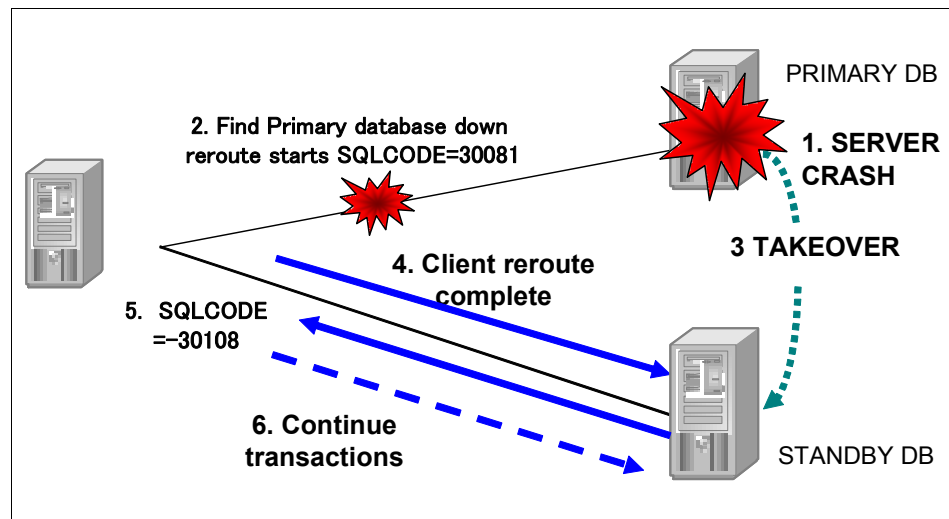 PRIMARY DB
2. Find Primary database down
reroute starts SQLCODE=30081
1. SERVER
CRASH
3 TAKEOVER
4. Client reroute
complete
5. SQLCODE
=-30108
6. Continue
transactions
STANDBY DB